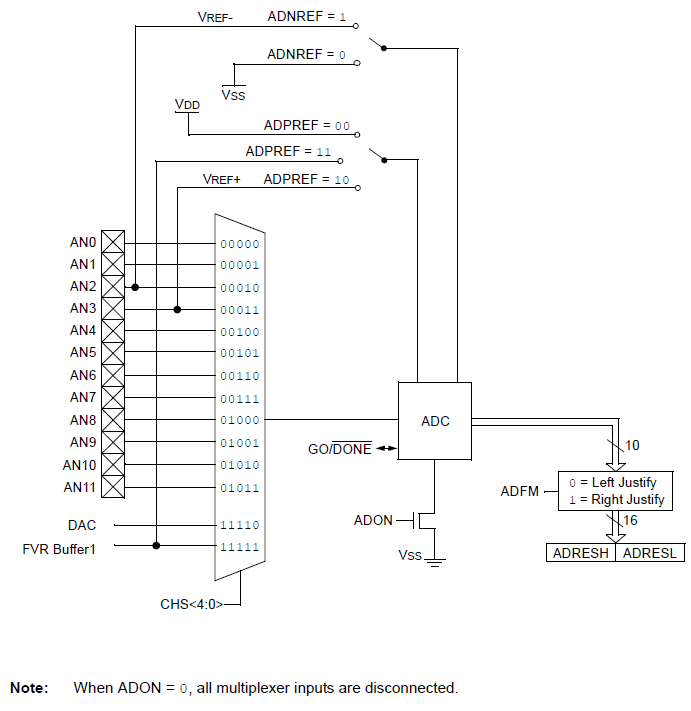 VREF- ADNREF = 1
ADNREF = 0
VSS
VDD
ADPREF = 00
ADPREF = 11
VREF+ ADPREF = 10
AN0 00000
AN1 00001
AN2 00010
AN3 00011
AN4 00100
AN5 00101
AN6 00110
AN7 00111
AN8 01000
AN9 01001
AN10 01010
AN11 01011
DAC 11110
FVR Buffer1 11111
CHS<4:0>
ADC
GO/DONE
ADON
VSS
10
ADFM
0 = Left Justify
1 = Right Justify
16
ADRESH ADRESL
Note: When ADON = 0, all multiplexer inputs are disconnected.